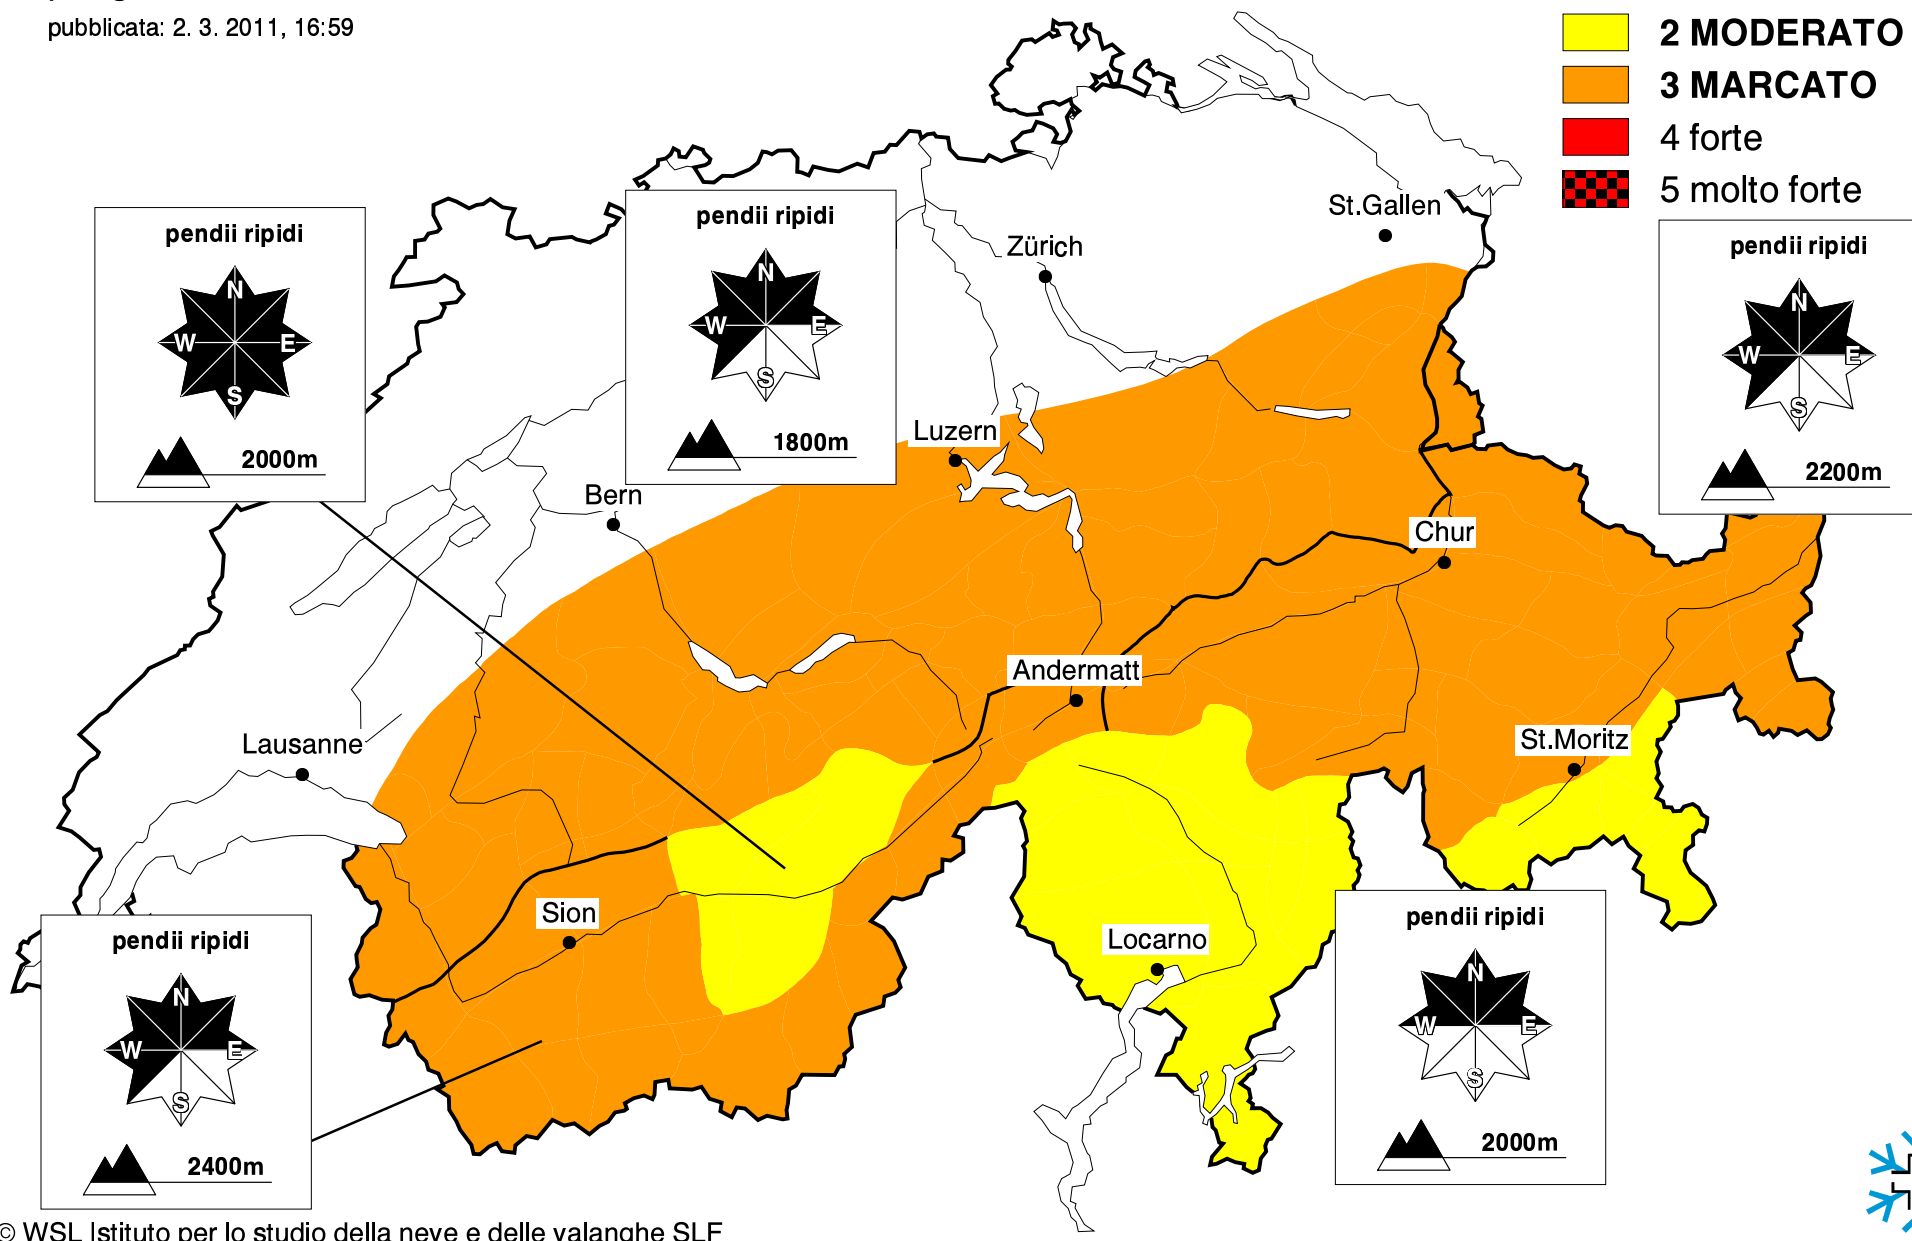 pubblicata: 2. 3. 2011, 16:59
2 MODERATO
3 MARCATO
4 forte
5 molto forte
St.Gallen
Zürich
pendii ripidi
N
W E
S
2000m
pendii ripidi
N
W E
S
1800m
pendii ripidi
N
W E
S
2200m
Luzern
Bern
Chur
Andermatt
Lausanne
St.Moritz
Sion
Locarno
pendii ripidi
N
W E
S
2400m
pendii ripidi
N
W E
S
2000m
© WSL Istituto per lo studio della neve e delle valanghe SLF